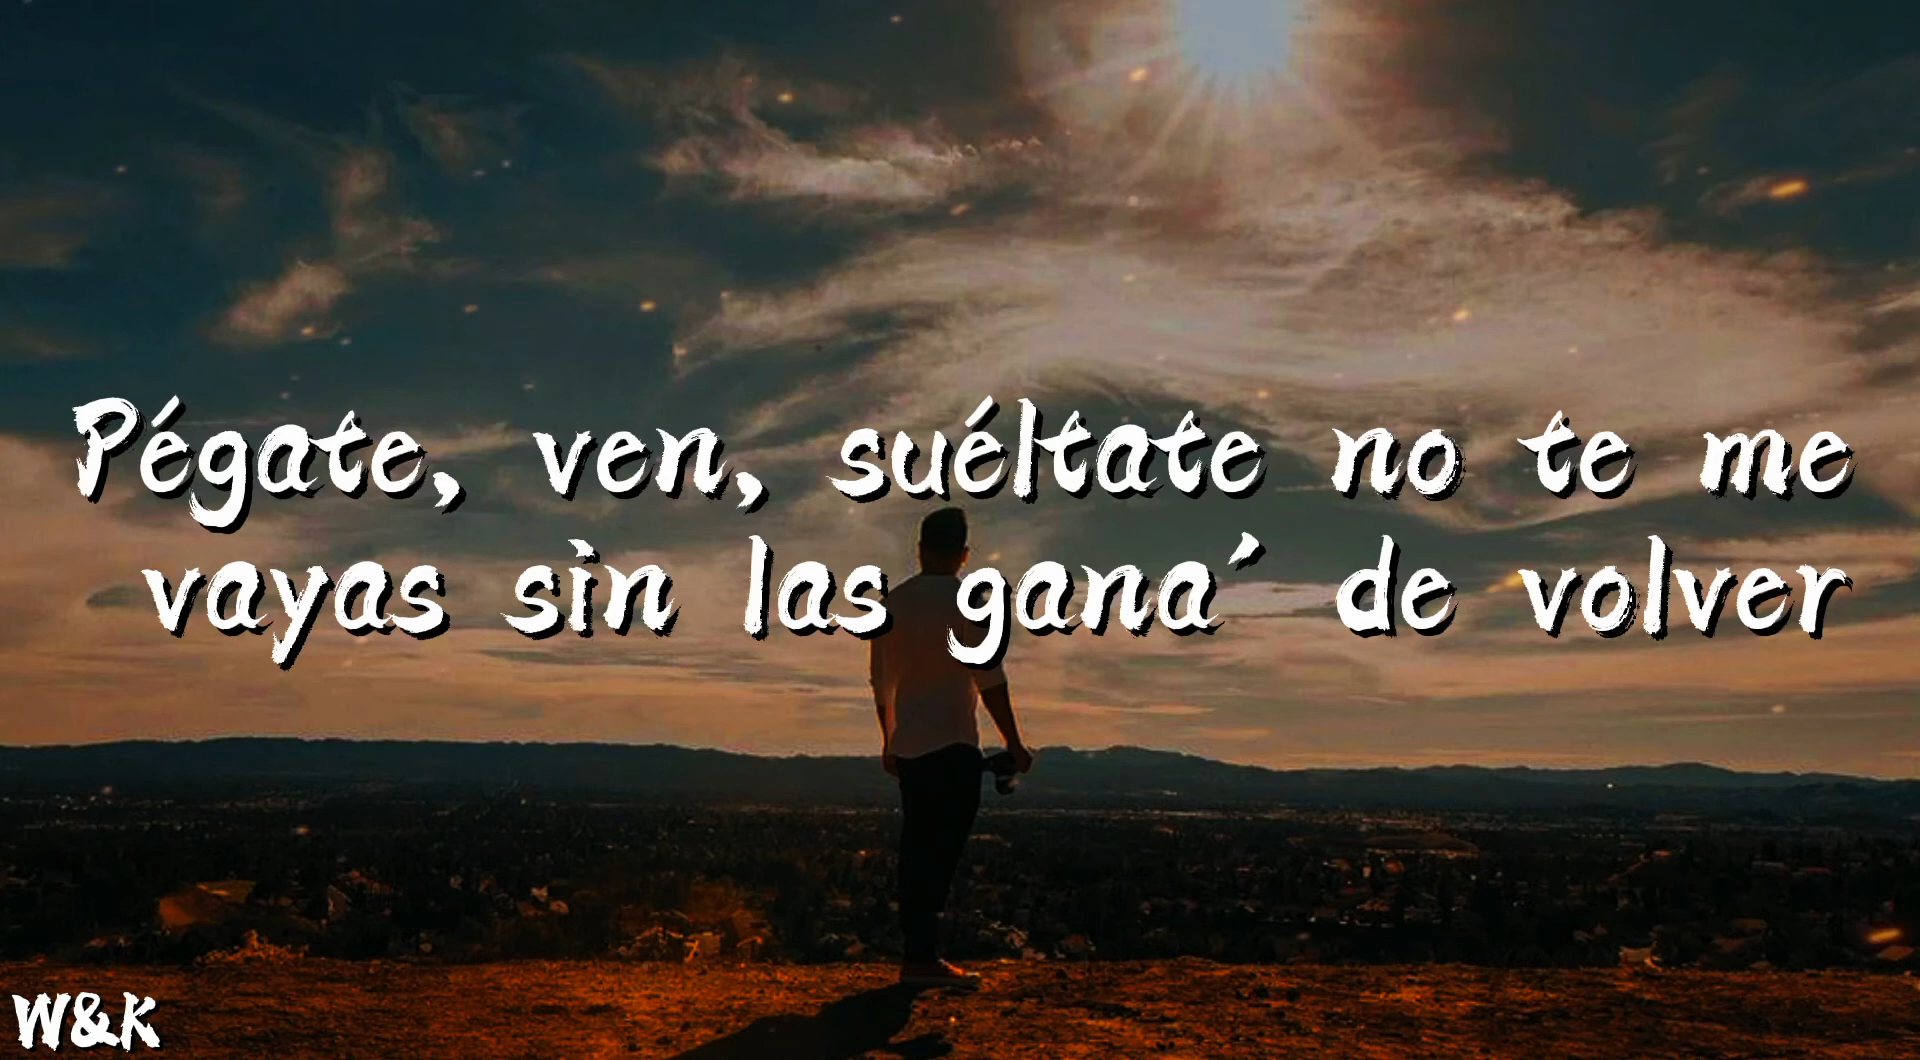 Pégate, ven, suéltate no te me
vayas sin las gana´ de volver
W&K